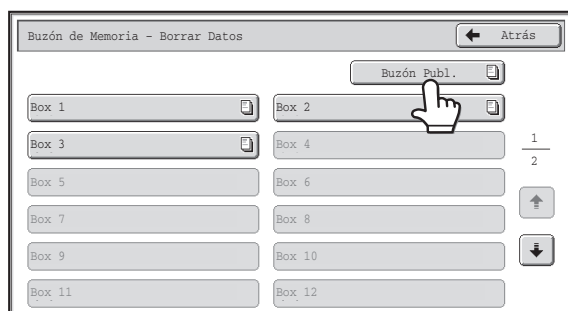 Buzón de Memoria - Borrar Datos
Atrás
Buzón Publ.
Box 1
Box 2
Box 3
Box 4
1
2
Box 5
Box 6
Box 7
Box 8
Box 9
Box 10
Box 11
Box 12